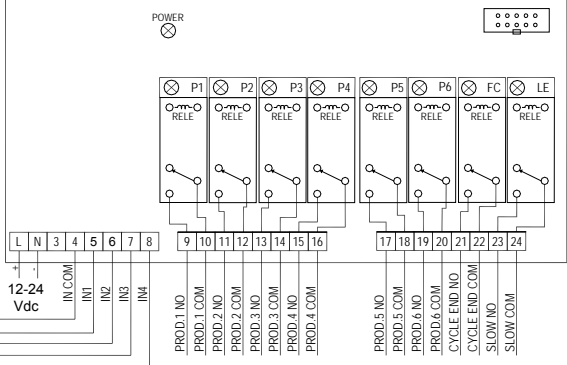 POWER
P1 P2 P3 P4 P5 P6 FC LE
RELE RELE RELE RELE RELE RELE RELE RELE
L N 3 4 5 6 7 8 9 10 11 12 13 14 15 16 17 18 19 20 21 22 23 24
+ -
12-24
Vdc
IN COM
IN1
IN2
IN3
IN4
PROD.1 NO
PROD.1 COM
PROD.2 NO
PROD.2 COM
PROD.3 NO
PROD.3 COM
PROD.4 NO
PROD.4 COM
PROD.5 NO
PROD.5 COM
PROD.6 NO
PROD.6 COM
CYCLE END NO
CYCLE END COM
SLOW NO
SLOW COM